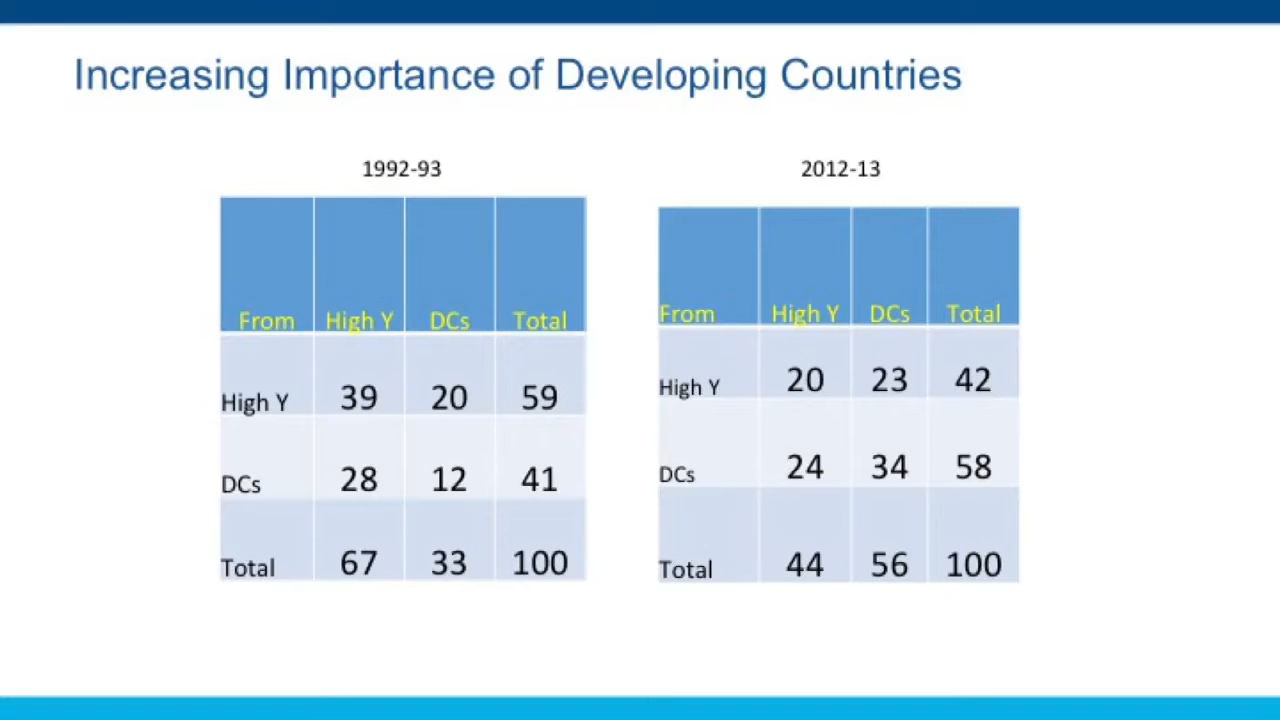 Increasing Importance of Developing Countries
1992-93
From High Y DCs Total
High Y 39 20 59
DCs 28 12 41
Total 67 33 100
2012-13
From High Y DCs Total
High Y 20 23 42
DCs 24 34 58
Total 44 56 100